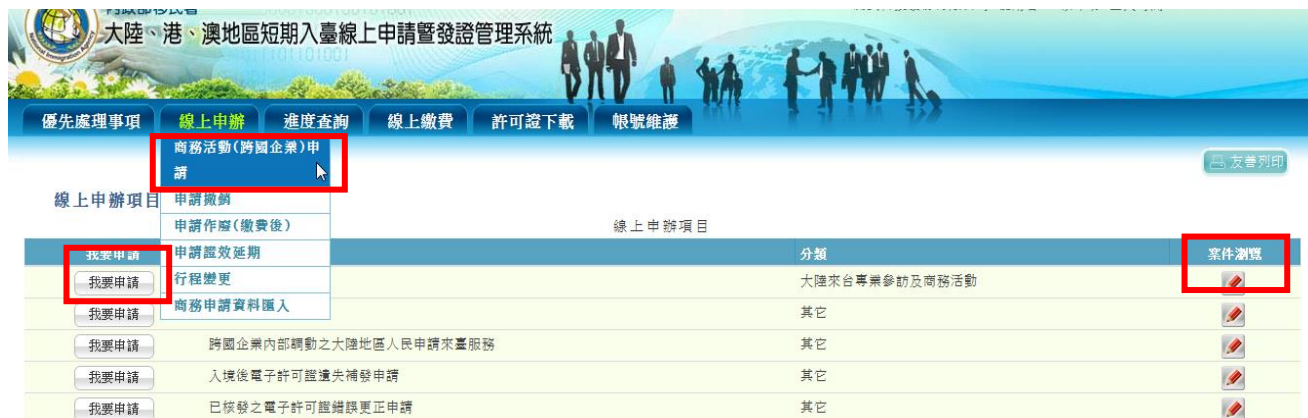 大陸、港、澳地區短期入臺線上申請暨發證管理系統
優先處理事項 線上申辦 進度查詢 線上繳費 許可證下載 帳號維護
商務活動(跨國企業)申
請
友善列印
線上申辦項目
申請撤銷
申請作廢(繳費後)
線上申辦項目
我要申請 申請證效延期 分類 案件瀏覽
我要申請 行程變更 大陸來台專業參訪及商務活動
我要申請 商務申請資料匯入 其它
我要申請 跨國企業內部調動之大陸地區人民申請來臺服務 其它
我要申請 入境後電子許可證遺失補發申請 其它
我要申請 已核發之電子許可證錯誤更正申請 其它